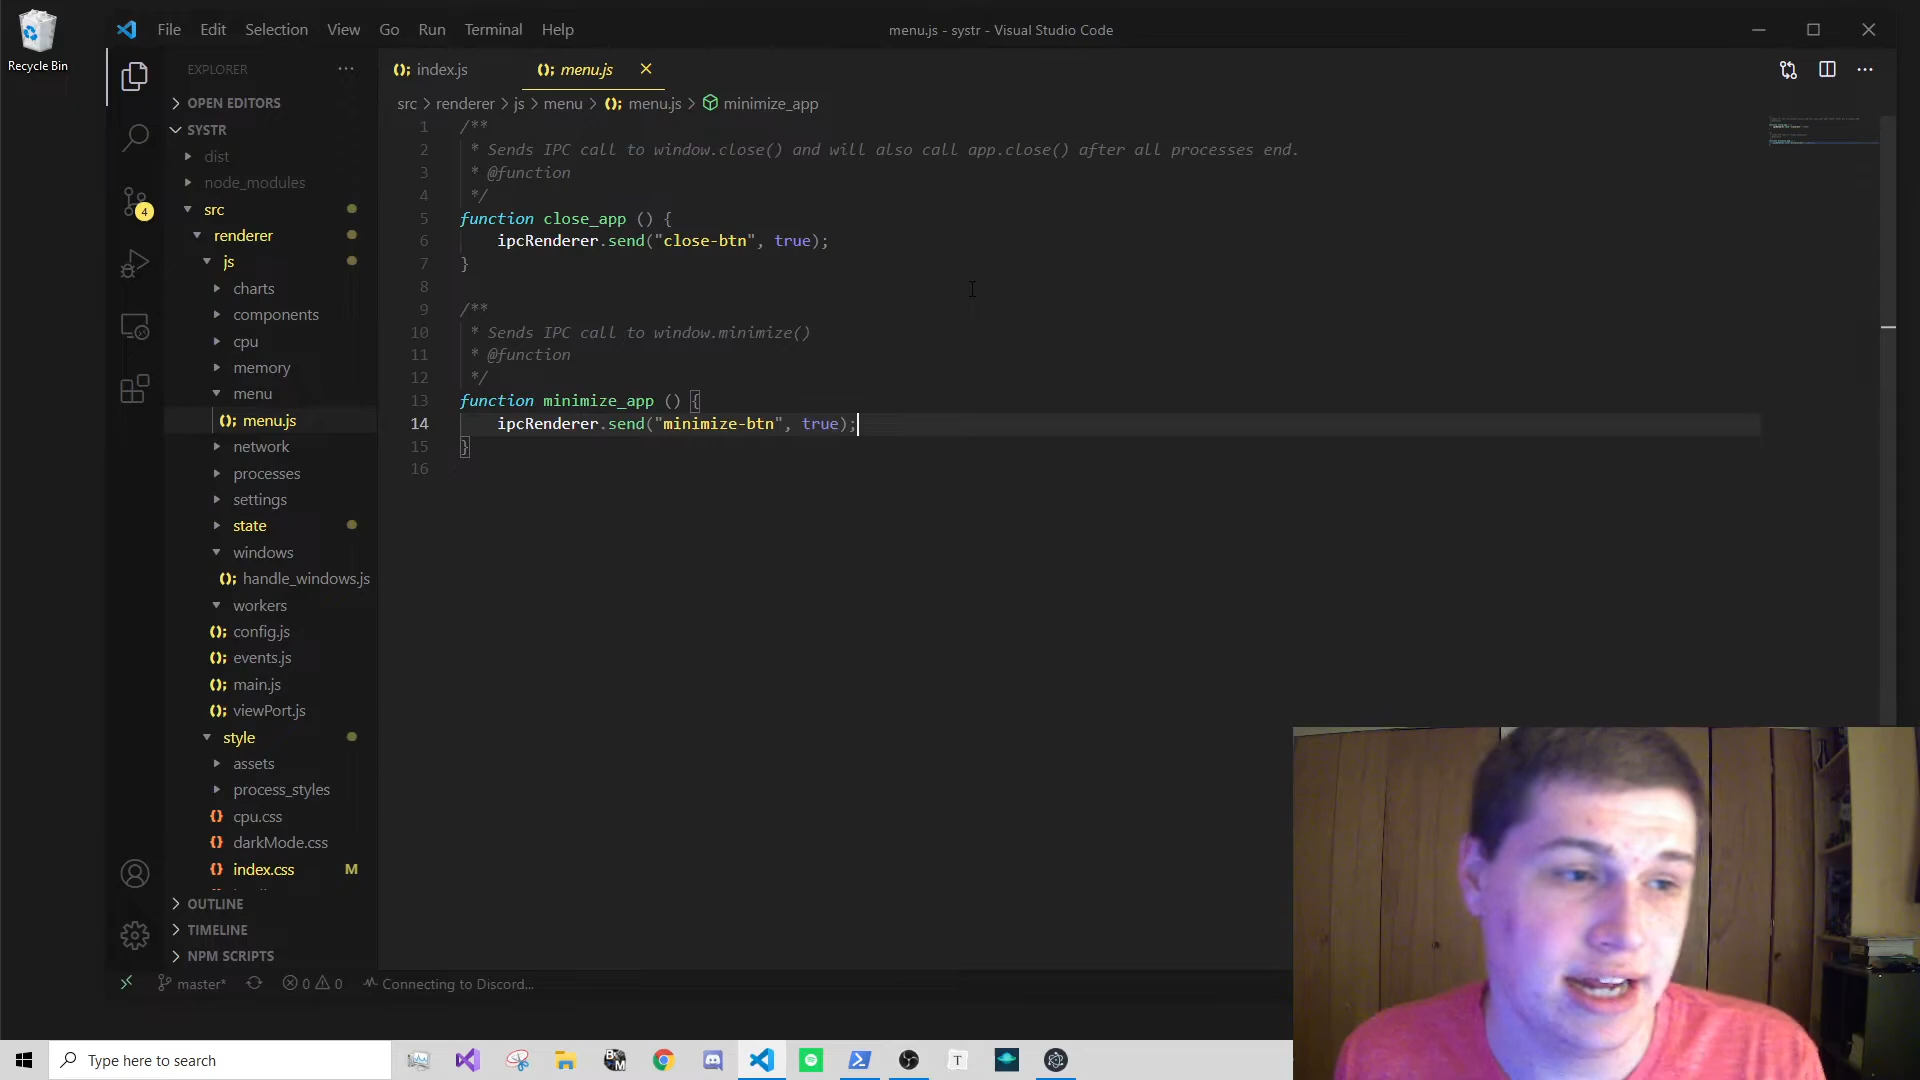 Recycle Bin
File Edit Selection View Go Run Terminal Help
menu.js - systr - Visual Studio Code
EXPLORER
OPEN EDITORS
SYSTR
dist
node_modules
src
renderer
js
charts
components
cpu
memory
menu
menu.js
network
processes
settings
state
windows
handle_windows.js
workers
config.js
events.js
main.js
viewPort.js
style
assets
process_styles
cpu.css
darkMode.css
index.css M
OUTLINE
TIMELINE
NPM SCRIPTS
4
index.js menu.js
src > renderer > js > menu > menu.js > minimize_app
1 /**
2 * Sends IPC call to window.close() and will also call app.close() after all processes end.
3 * @function
4 */
5 function close_app () {
6 ipcRenderer.send("close-btn", true);
7 }
8
9 /**
10 * Sends IPC call to window.minimize()
11 * @function
12 */
13 function minimize_app () {
14 ipcRenderer.send("minimize-btn", true);
15 }
16
master* 0 0 Connecting to Discord...
Type here to search